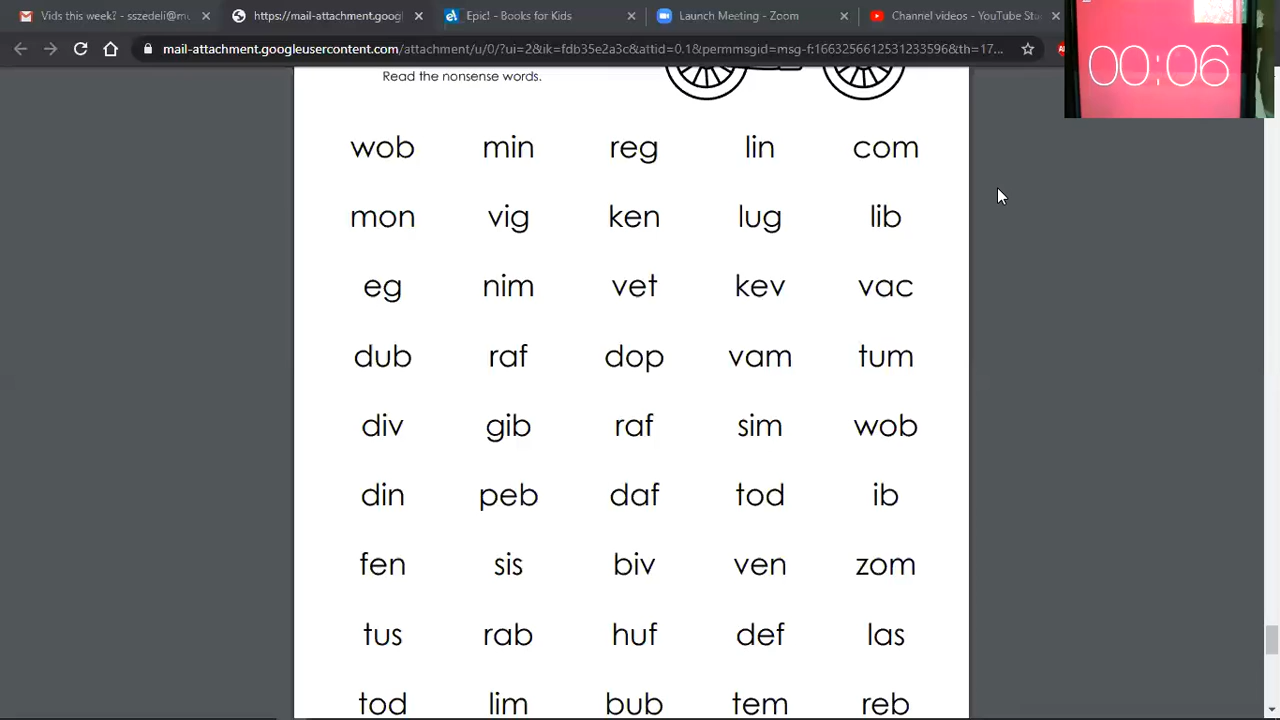 Vids this week? - sszedeli@mu
https://mail-attachment.goog
Epic! - Books for Kids
Launch Meeting - Zoom
Channel videos - YouTube Stu
mail-attachment.googleusercontent.com/attachment/u/0/?ui=2&ik=fdb35e2a3c&attid=0.1&permmsgid=msg-f:1663256612531233596&th=17...
00:06
Read the nonsense words.
wob min reg lin com
mon vig ken lug lib
eg nim vet kev vac
dub raf dop vam tum
div gib raf sim wob
din peb daf tod ib
fen sis biv ven zom
tus rab huf def las
tod lim bub tem reb